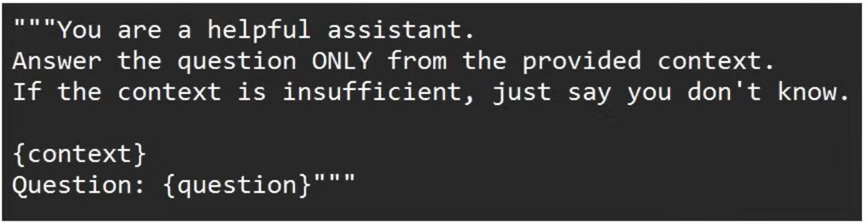 """You are a helpful assistant.
Answer the question ONLY from the provided context.
If the context is insufficient, just say you don't know.
{context}
Question: {question}"""